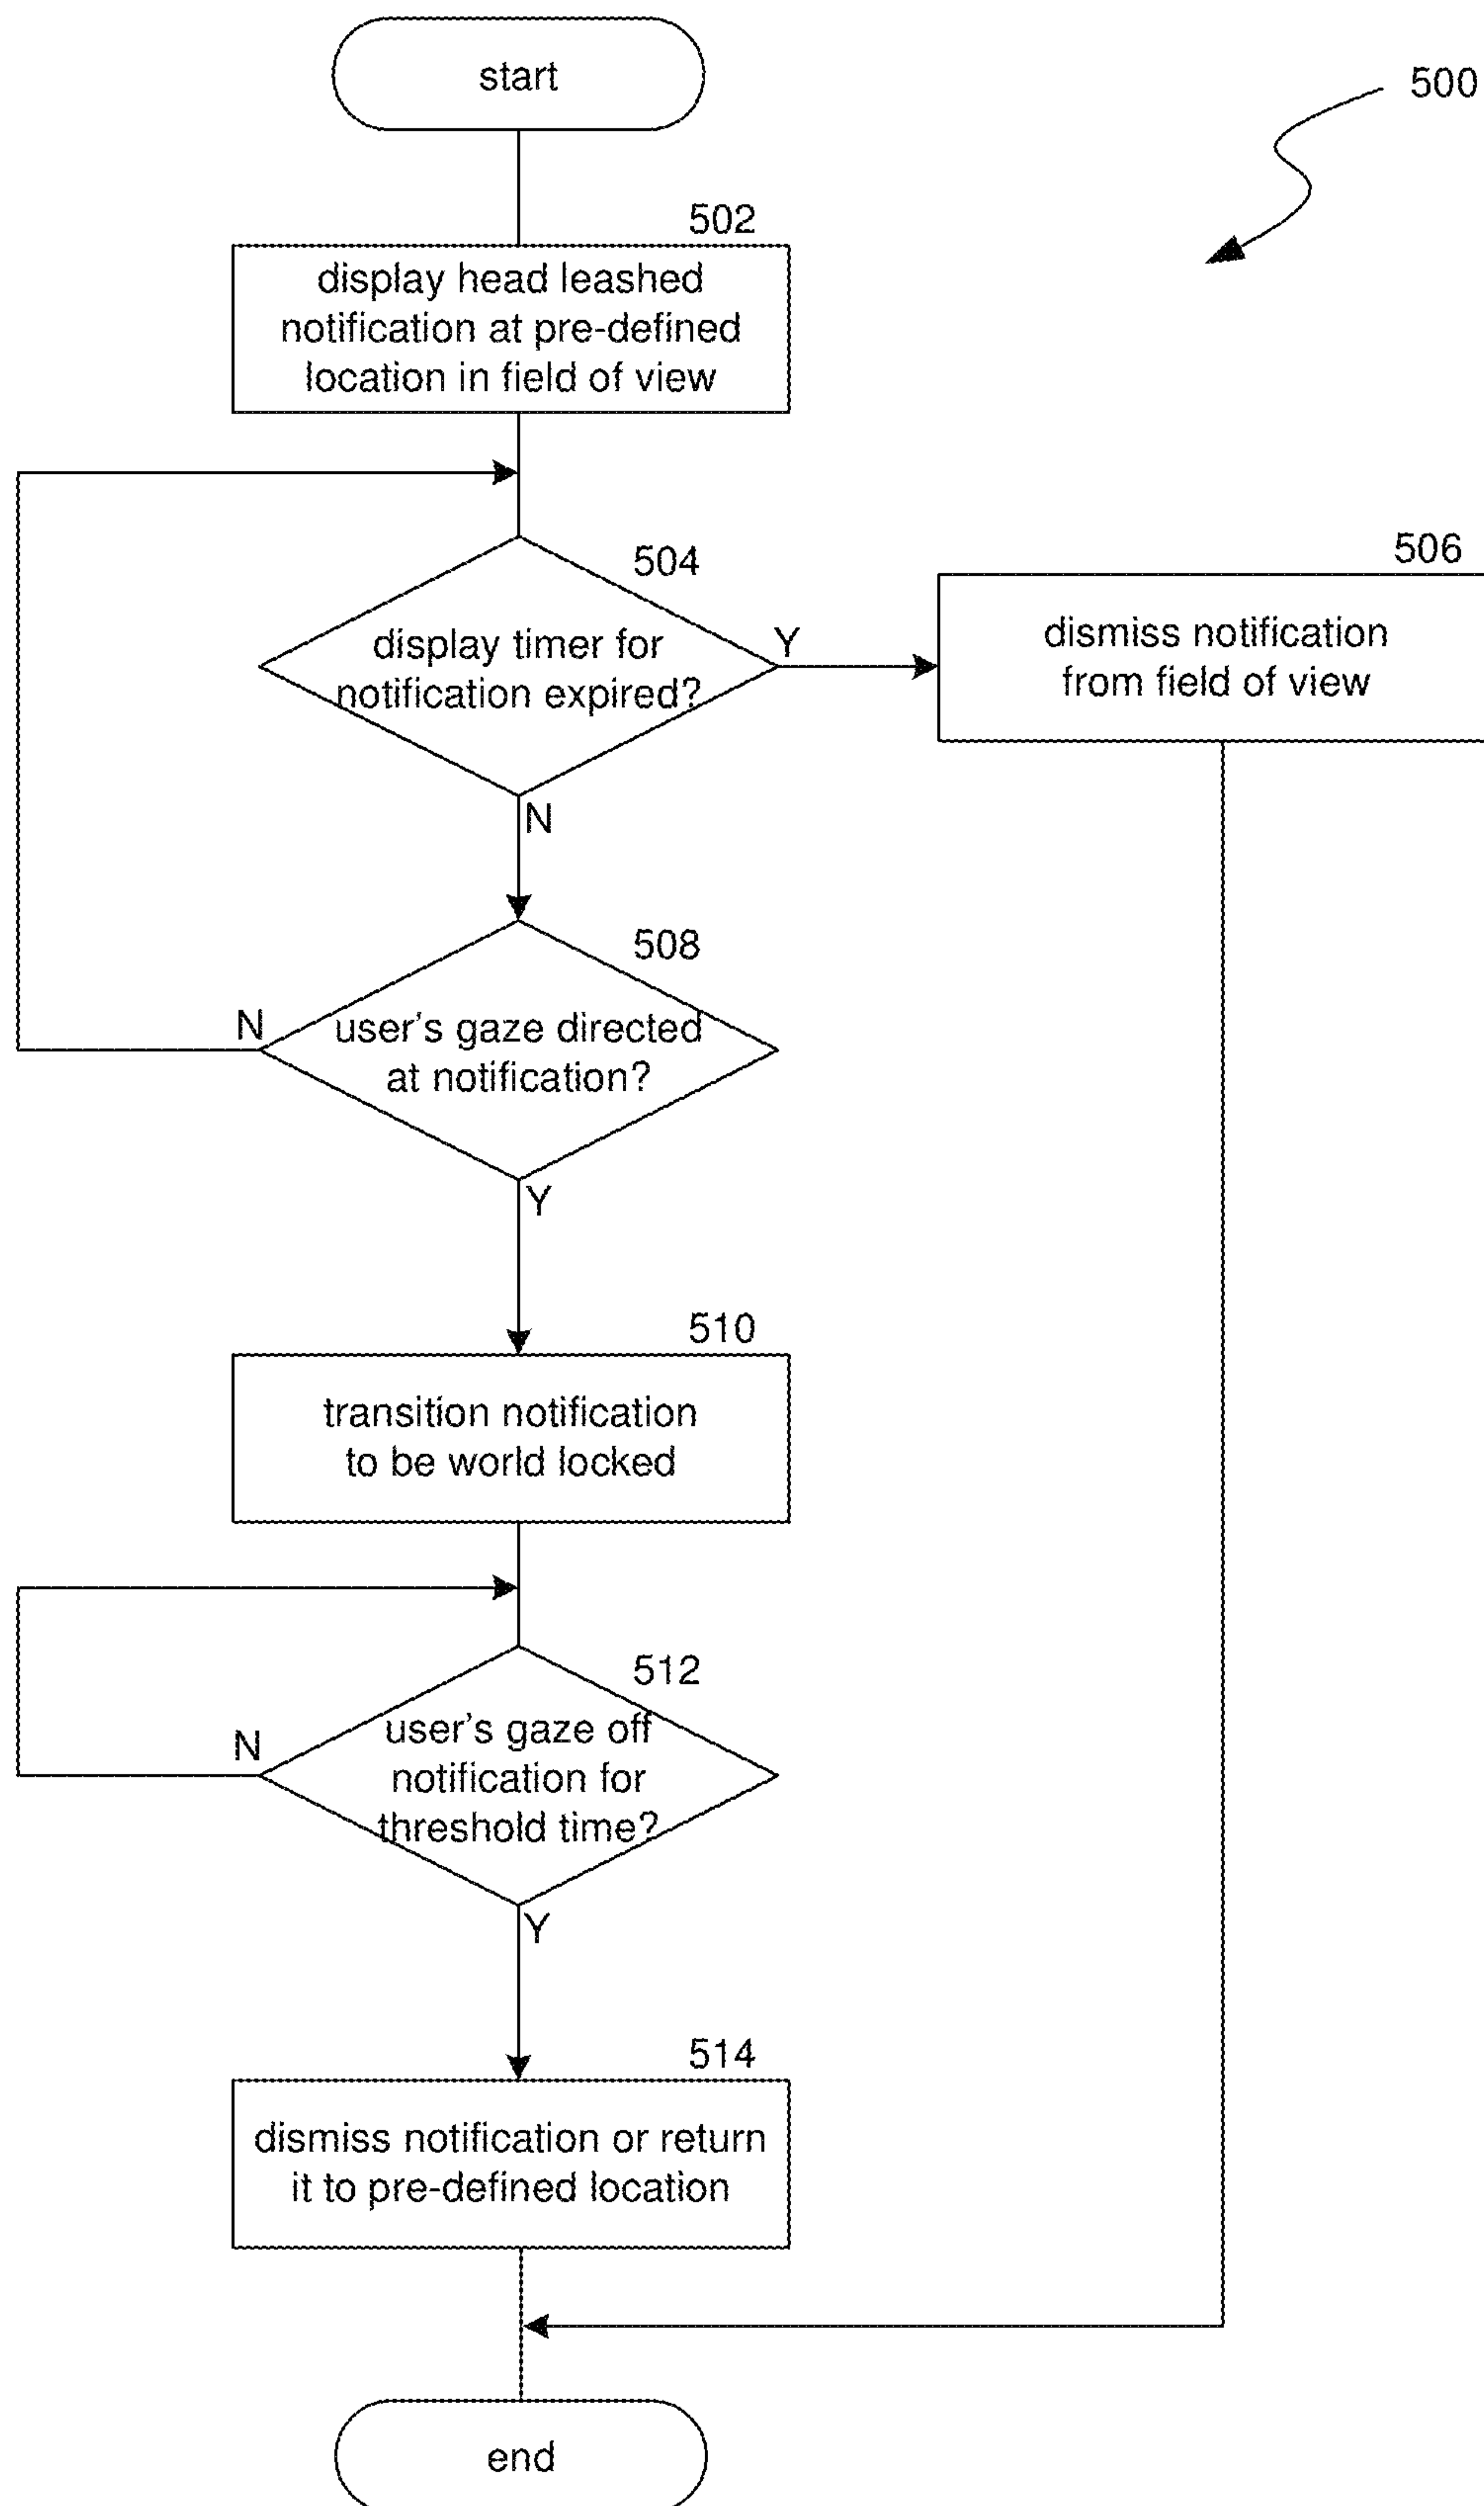 start
500
502
display head leashed
notification at pre-defined
location in field of view
504
display timer for
notification expired?
Y
N
506
dismiss notification
from field of view
508
user's gaze directed
at notification?
N
Y
510
transition notification
to be world locked
512
user's gaze off
notification for
threshold time?
N
Y
514
dismiss notification or return
it to pre-defined location
end